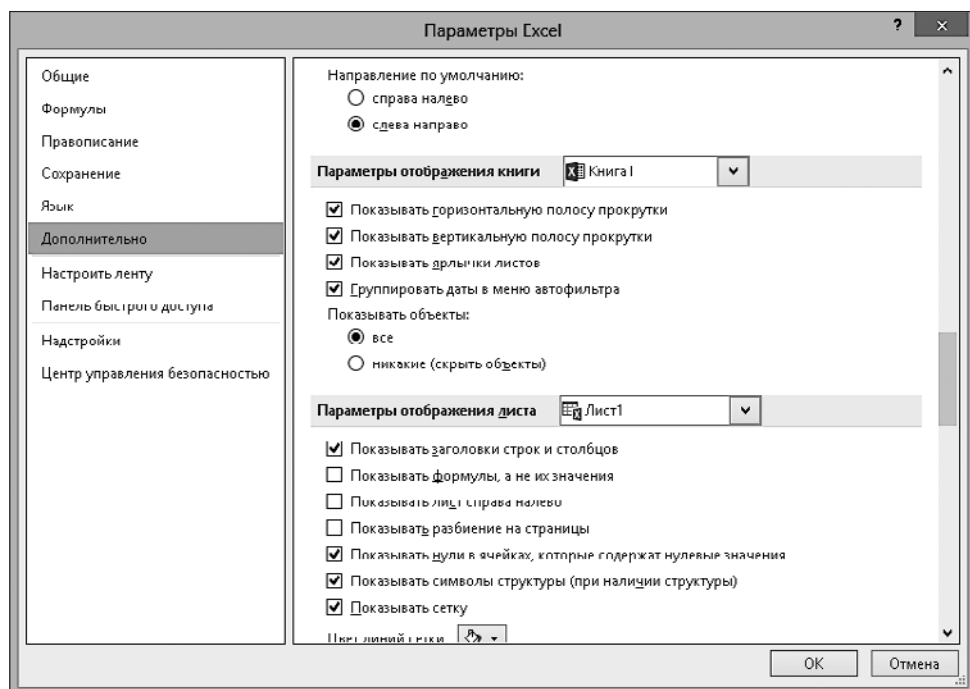 Параметры Excel
?
Общие
Формулы
Правописание
Сохранение
Язык
Дополнительно
Настроить ленту
Панель быстрого доступа
Надстройки
Центр управления безопасностью
Направление по умолчанию:
справа налево
слева направо
Параметры отображения книги Книга1
Показывать горизонтальную полосу прокрутки
Показывать вертикальную полосу прокрутки
Показывать ярлычки листов
Группировать даты в меню автофильтра
Показывать объекты:
все
никакие (скрыть объекты)
Параметры отображения листа Лист1
Показывать заголовки строк и столбцов
Показывать формулы, а не их значения
Показывать лист справа налево
Показывать разбиение на страницы
Показывать нули в ячейках, которые содержат нулевые значения
Показывать символы структуры (при наличии структуры)
Показывать сетку
Цвет линий сетки
OK Отмена